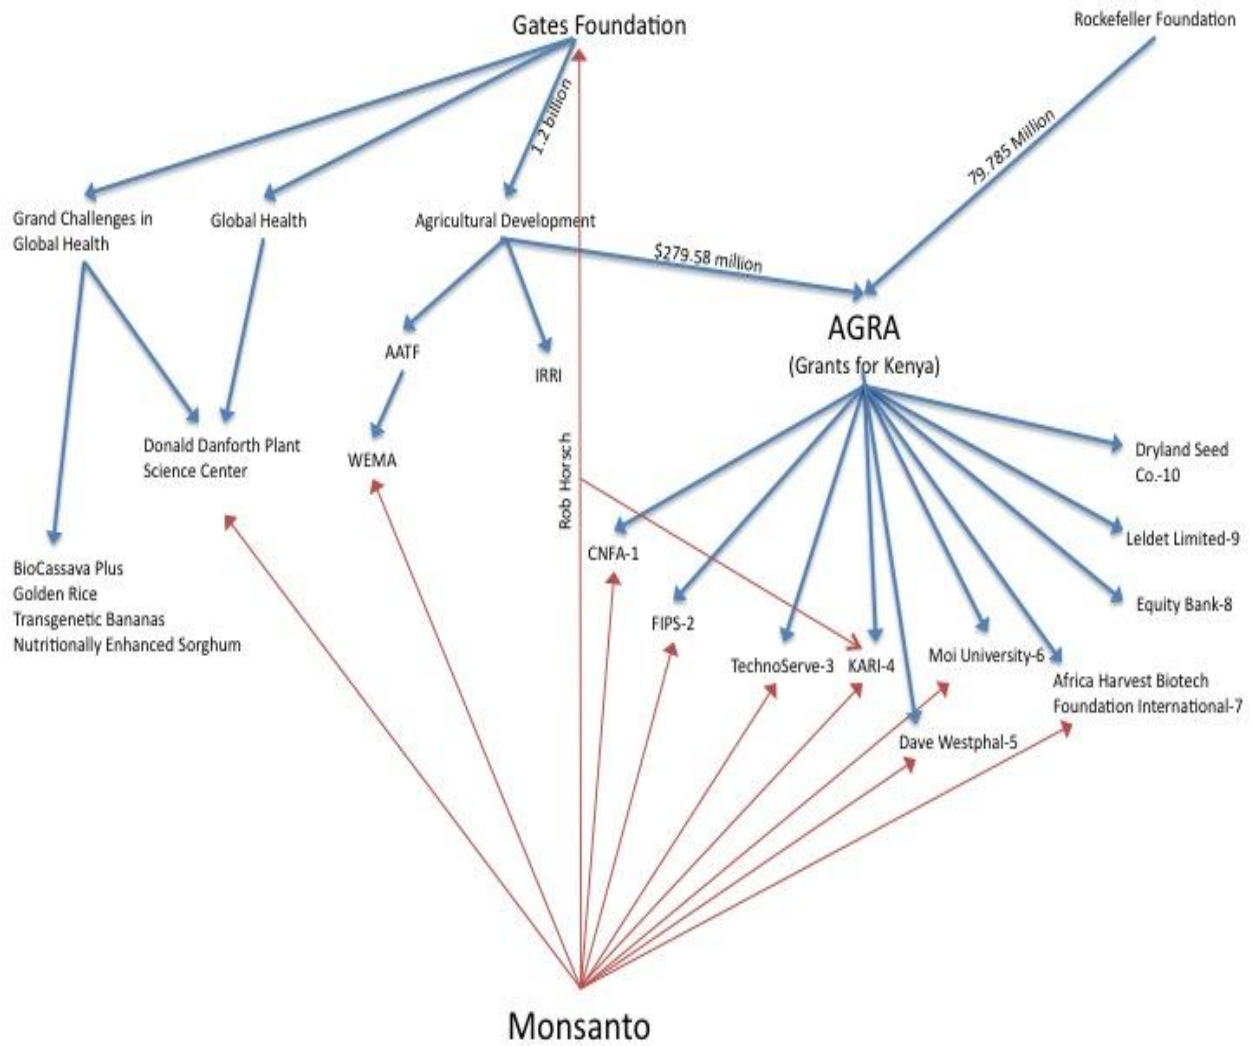 Gates Foundation
Rockefeller Foundation
1.2 billion
79.785 Million
Grand Challenges in
Global Health
Global Health
Agricultural Development
$279.58 million
AGRA
(Grants for Kenya)
AATF
IRRI
Donald Danforth Plant
Science Center
WEMA
Rob Horsch
Dryland Seed
Co.-10
Leldet Limited-9
CNFA-1
BioCassava Plus
Golden Rice
Transgenetic Bananas
Nutritionally Enhanced Sorghum
Equity Bank-8
FIPS-2
TechnoServe-3
KARI-4
Moi University-6
Africa Harvest Biotech
Foundation International-7
Dave Westphal-5
Monsanto